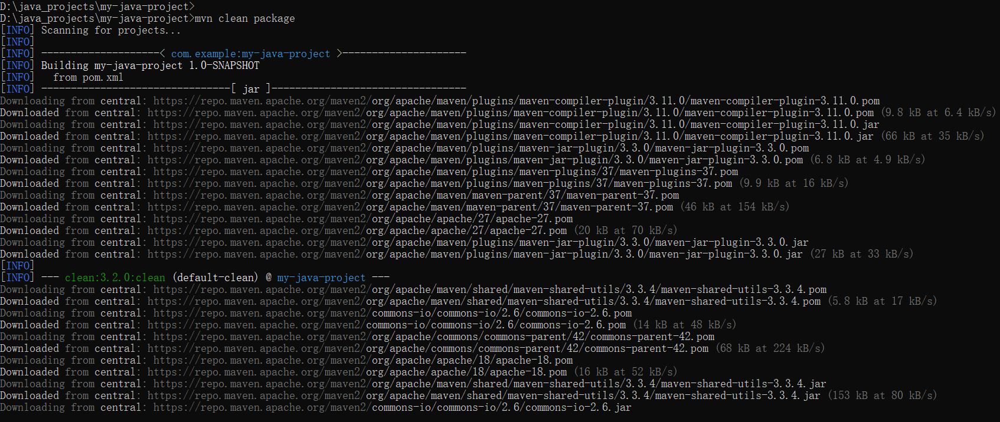 D:\java_projects\my-java-project>
D:\java_projects\my-java-project>mvn clean package
[INFO] Scanning for projects...
[INFO]
[INFO] --------------------< com.example:my-java-project >---------------------
[INFO] Building my-java-project 1.0-SNAPSHOT
[INFO]   from pom.xml
[INFO] --------------------------------[ jar ]---------------------------------
Downloading from central: https://repo.maven.apache.org/maven2/org/apache/maven/plugins/maven-compiler-plugin/3.11.0/maven-compiler-plugin-3.11.0.pom
Downloaded from central: https://repo.maven.apache.org/maven2/org/apache/maven/plugins/maven-compiler-plugin/3.11.0/maven-compiler-plugin-3.11.0.pom (9.8 kB at 6.4 kB/s)
Downloading from central: https://repo.maven.apache.org/maven2/org/apache/maven/plugins/maven-compiler-plugin/3.11.0/maven-compiler-plugin-3.11.0.jar
Downloaded from central: https://repo.maven.apache.org/maven2/org/apache/maven/plugins/maven-compiler-plugin/3.11.0/maven-compiler-plugin-3.11.0.jar (66 kB at 35 kB/s)
Downloading from central: https://repo.maven.apache.org/maven2/org/apache/maven/plugins/maven-jar-plugin/3.3.0/maven-jar-plugin-3.3.0.pom
Downloaded from central: https://repo.maven.apache.org/maven2/org/apache/maven/plugins/maven-jar-plugin/3.3.0/maven-jar-plugin-3.3.0.pom (6.8 kB at 4.9 kB/s)
Downloading from central: https://repo.maven.apache.org/maven2/org/apache/maven/plugins/maven-plugins/37/maven-plugins-37.pom
Downloaded from central: https://repo.maven.apache.org/maven2/org/apache/maven/plugins/maven-plugins/37/maven-plugins-37.pom (9.9 kB at 16 kB/s)
Downloading from central: https://repo.maven.apache.org/maven2/org/apache/maven/maven-parent/37/maven-parent-37.pom
Downloaded from central: https://repo.maven.apache.org/maven2/org/apache/maven/maven-parent/37/maven-parent-37.pom (46 kB at 154 kB/s)
Downloading from central: https://repo.maven.apache.org/maven2/org/apache/apache/27/apache-27.pom
Downloaded from central: https://repo.maven.apache.org/maven2/org/apache/apache/27/apache-27.pom (20 kB at 70 kB/s)
Downloading from central: https://repo.maven.apache.org/maven2/org/apache/maven/plugins/maven-jar-plugin/3.3.0/maven-jar-plugin-3.3.0.jar
Downloaded from central: https://repo.maven.apache.org/maven2/org/apache/maven/plugins/maven-jar-plugin/3.3.0/maven-jar-plugin-3.3.0.jar (27 kB at 33 kB/s)
[INFO]
[INFO] --- clean:3.2.0:clean (default-clean) @ my-java-project ---
Downloading from central: https://repo.maven.apache.org/maven2/org/apache/maven/shared/maven-shared-utils/3.3.4/maven-shared-utils-3.3.4.pom
Downloaded from central: https://repo.maven.apache.org/maven2/org/apache/maven/shared/maven-shared-utils/3.3.4/maven-shared-utils-3.3.4.pom (5.8 kB at 17 kB/s)
Downloading from central: https://repo.maven.apache.org/maven2/commons-io/commons-io/2.6/commons-io-2.6.pom
Downloaded from central: https://repo.maven.apache.org/maven2/commons-io/commons-io/2.6/commons-io-2.6.pom (14 kB at 48 kB/s)
Downloading from central: https://repo.maven.apache.org/maven2/org/apache/commons/commons-parent/42/commons-parent-42.pom
Downloaded from central: https://repo.maven.apache.org/maven2/org/apache/commons/commons-parent/42/commons-parent-42.pom (68 kB at 224 kB/s)
Downloading from central: https://repo.maven.apache.org/maven2/org/apache/apache/18/apache-18.pom
Downloaded from central: https://repo.maven.apache.org/maven2/org/apache/apache/18/apache-18.pom (16 kB at 52 kB/s)
Downloading from central: https://repo.maven.apache.org/maven2/org/apache/maven/shared/maven-shared-utils/3.3.4/maven-shared-utils-3.3.4.jar
Downloaded from central: https://repo.maven.apache.org/maven2/org/apache/maven/shared/maven-shared-utils/3.3.4/maven-shared-utils-3.3.4.jar (153 kB at 80 kB/s)
Downloading from central: https://repo.maven.apache.org/maven2/commons-io/commons-io/2.6/commons-io-2.6.jar